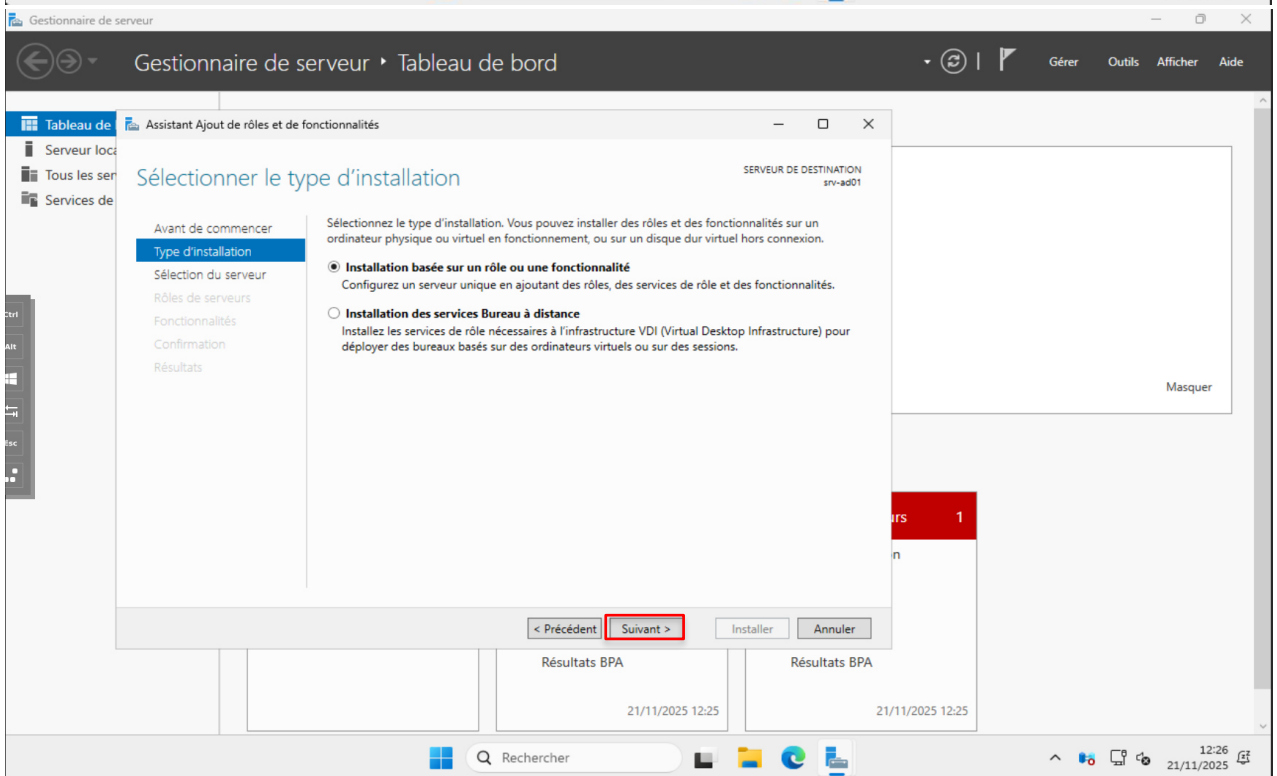 Gestionnaire de serveur
Gestionnaire de serveur ‣ Tableau de bord
Gérer Outils Afficher Aide
Tableau de
Serveur loca
Tous les ser
Services de
Assistant Ajout de rôles et de fonctionnalités
Sélectionner le type d'installation
SERVEUR DE DESTINATION
srv-ad01
Avant de commencer
Type d'installation
Sélection du serveur
Rôles de serveurs
Fonctionnalités
Confirmation
Résultats
Sélectionnez le type d'installation. Vous pouvez installer des rôles et des fonctionnalités sur un
ordinateur physique ou virtuel en fonctionnement, ou sur un disque dur virtuel hors connexion.
Installation basée sur un rôle ou une fonctionnalité
Configurez un serveur unique en ajoutant des rôles, des services de rôle et des fonctionnalités.
Installation des services Bureau à distance
Installez les services de rôle nécessaires à l'infrastructure VDI (Virtual Desktop Infrastructure) pour
déployer des bureaux basés sur des ordinateurs virtuels ou sur des sessions.
Ctrl
Alt
Esc
Masquer
urs 1
n
< Précédent Suivant > Installer Annuler
Résultats BPA Résultats BPA
21/11/2025 12:25 21/11/2025 12:25
Rechercher
12:26
21/11/2025